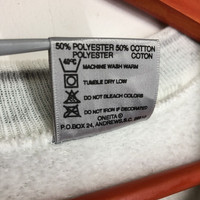 50% POLYESTER 50% COTTON
POLYESTER COTON
40°C MACHINE WASH WARM
TUMBLE DRY LOW
DO NOT BLEACH COLORS
DO NOT IRON IF DECORATED
ONEITA ®
P.O.BOX 24, ANDREWS.S.C.